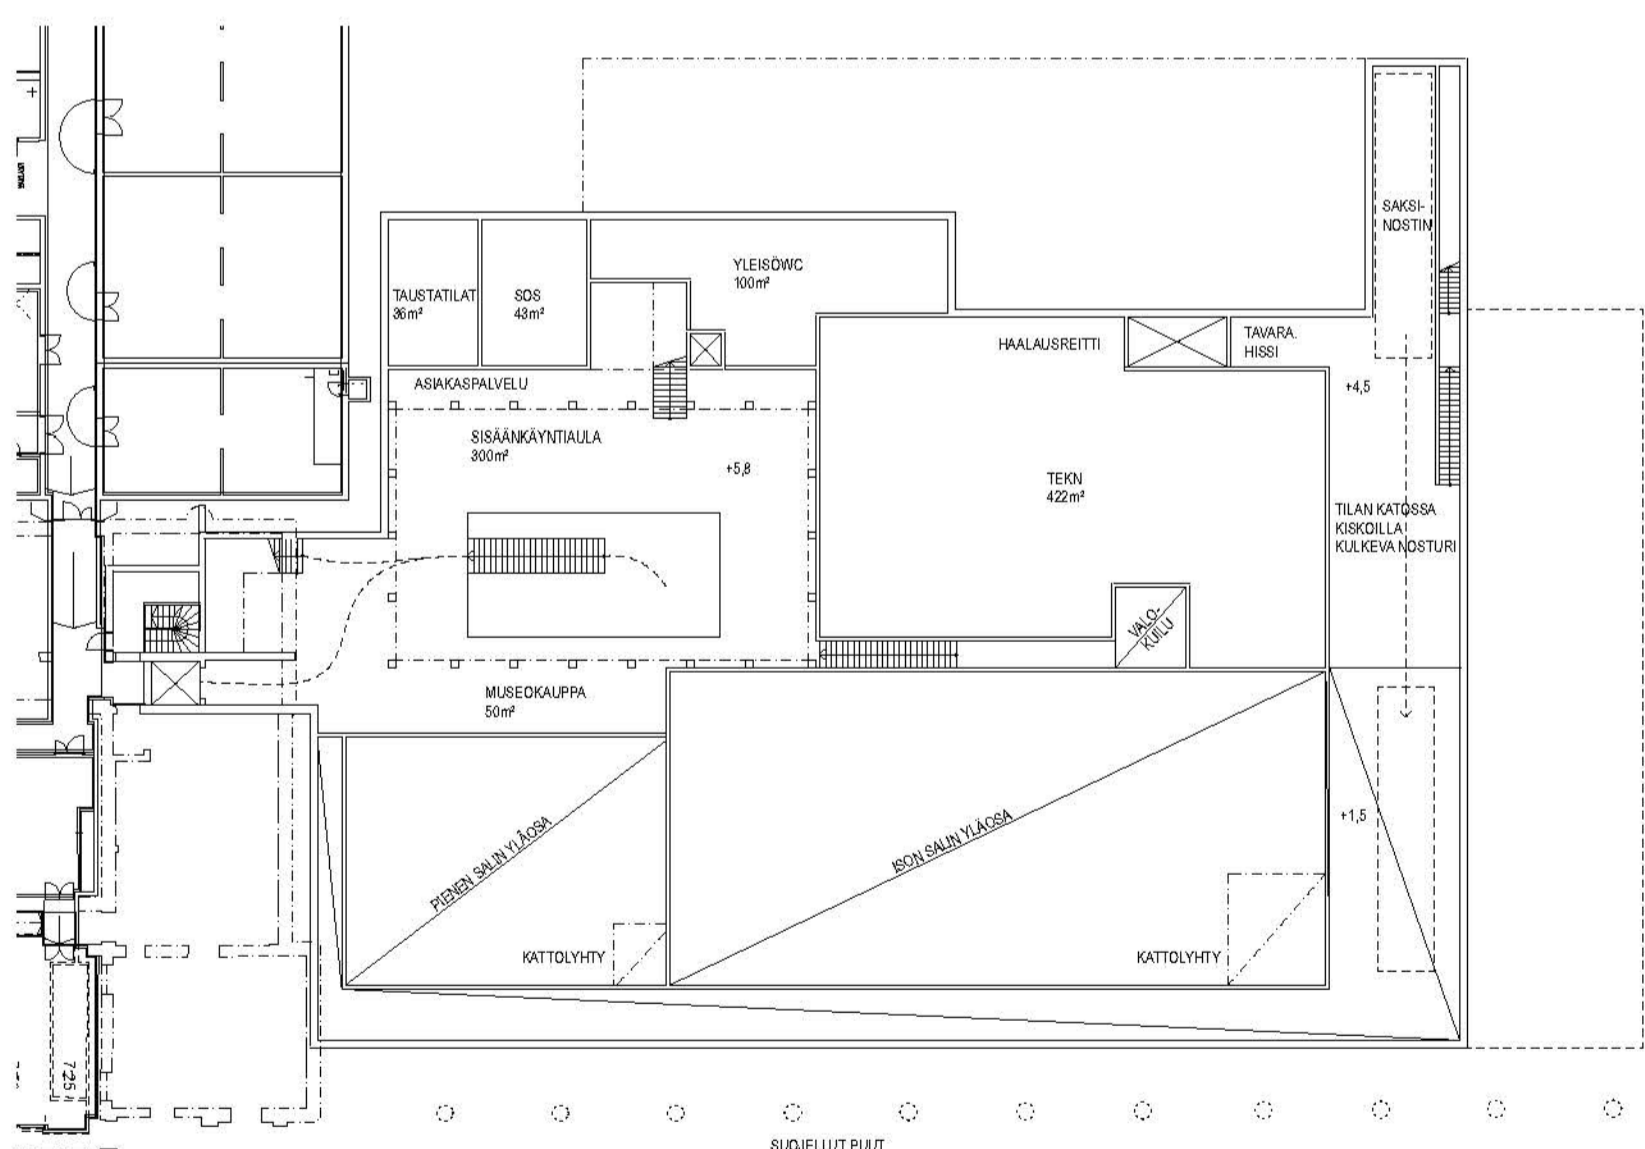 SAKSI-
NOSTIN
YLEISÖWC
100m²
TAUSTATILAT
36m²
SOS
43m²
HAALAUSREITTI
TAVARA.
HISSI
ASIAKASPALVELU
+4,5
SISÄÄNKÄYNTIAULA
300m²
+5,8
TEKN
422m²
TILAN KATOSSA
KISKOILLA
KULKEVA NOSTURI
VALO-
KUILU
MUSEOKAUPPA
50m²
PIENEN SALIN YLÄOSA
ISON SALIN YLÄOSA
+1,5
KATTOLYHTY
KATTOLYHTY
725
SUOJELLUT PUUT